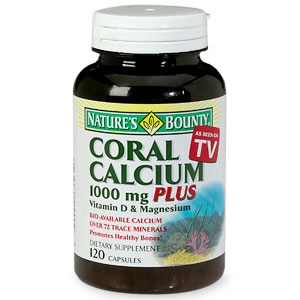 NATURE'S BOUNTY
AS SEEN ON
TV
CORAL
CALCIUM
1000 mg PLUS
Vitamin D & Magnesium
BIO-AVAILABLE CALCIUM
OVER 72 TRACE MINERALS
Promotes Healthy Bones*
DIETARY SUPPLEMENT
120 CAPSULES